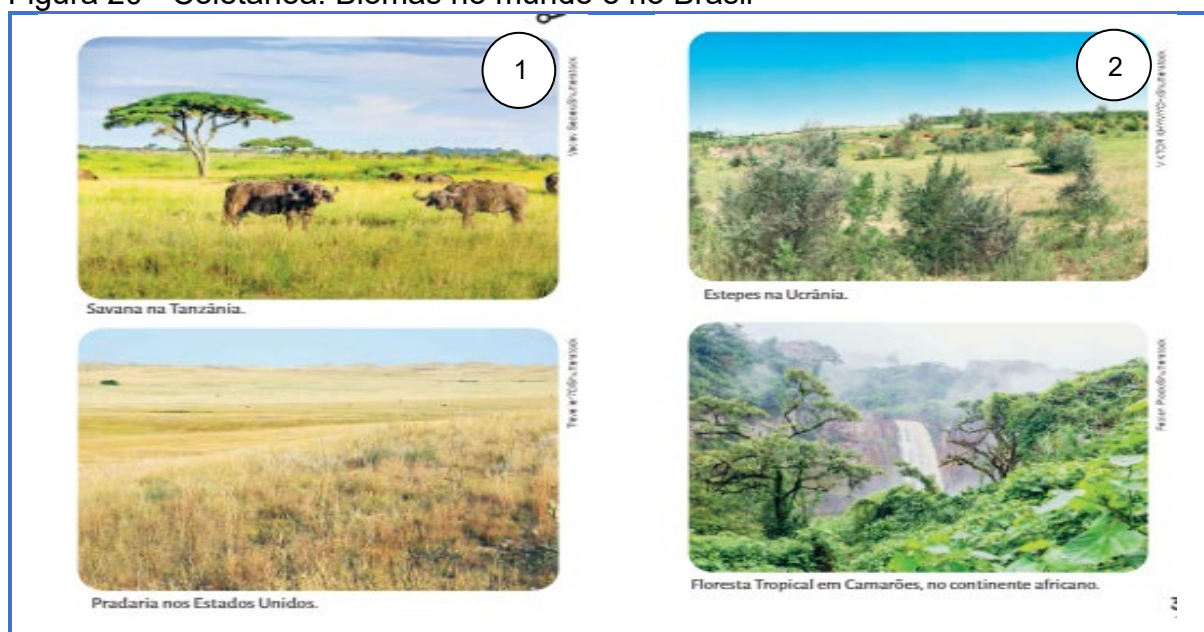 Figura 20 - Coletânea: Biomas no mundo e no Brasil
1
2
Savana na Tanzânia.
Estepes na Ucrânia.
Pradaria nos Estados Unidos.
Floresta Tropical em Camarões, no continente africano.